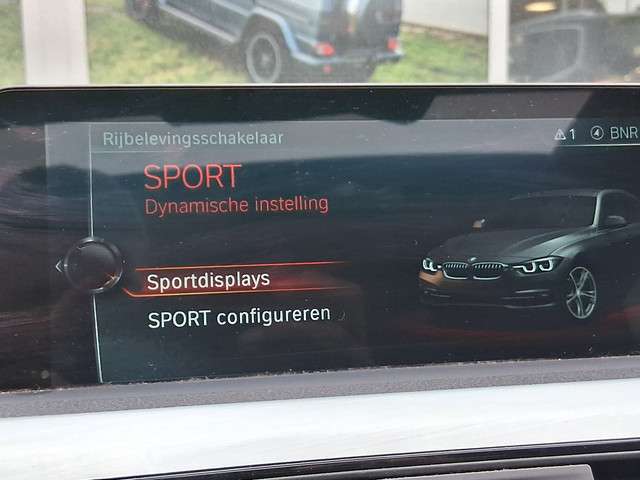 Rijbelevingsschakelaar
1 BNR
SPORT
Dynamische instelling
Sportdisplays
SPORT configureren